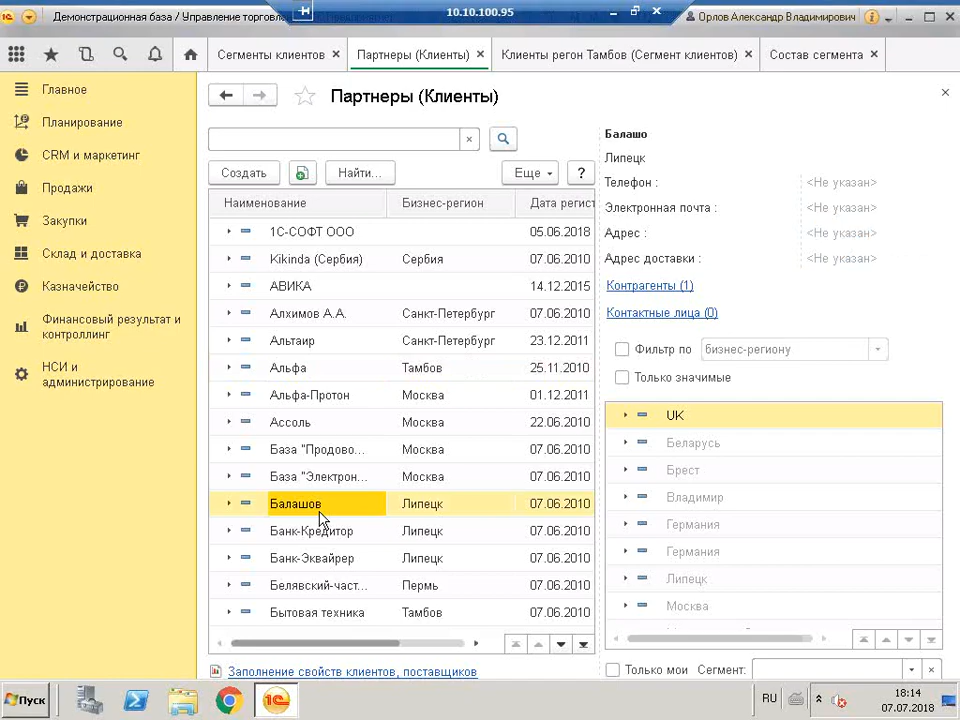 10.10.100.95
Демонстрационная база / Управление торговл
Орлов Александр Владимирович
Сегменты клиентов
Партнеры (Клиенты)
Клиенты регон Тамбов (Сегмент клиентов)
Состав сегмента
Главное
Планирование
CRM и маркетинг
Продажи
Закупки
Склад и доставка
Казначейство
Финансовый результат и
контроллинг
НСИ и
администрирование
Партнеры (Клиенты)
Создать
Найти...
Еще
?
Наименование Бизнес-регион Дата регист
1С-СОФТ ООО 05.06.2018
Kikinda (Сербия) Сербия 07.06.2010
АВИКА 14.12.2015
Алхимов А.А. Санкт-Петербург 07.06.2010
Альтаир Санкт-Петербург 23.12.2011
Альфа Тамбов 25.11.2010
Альфа-Протон Москва 01.12.2011
Ассоль Москва 22.06.2010
База "Продово... Москва 07.06.2010
База "Электрон... Москва 07.06.2010
Балашов Липецк 07.06.2010
Банк-Кредитор Липецк 07.06.2010
Банк-Эквайрер Липецк 07.06.2010
Белявский-част... Пермь 07.06.2010
Бытовая техника Тамбов 07.06.2010
Заполнение свойств клиентов, поставщиков
Балашо
Липецк
Телефон : <Не указан>
Электронная почта : <Не указан>
Адрес : <Не указан>
Адрес доставки : <Не указан>
Контрагенты (1)
Контактные лица (0)
Фильтр по бизнес-региону
Только значимые
UK
Беларусь
Брест
Владимир
Германия
Германия
Липецк
Москва
Только мои Сегмент:
Пуск
RU
18:14
07.07.2018